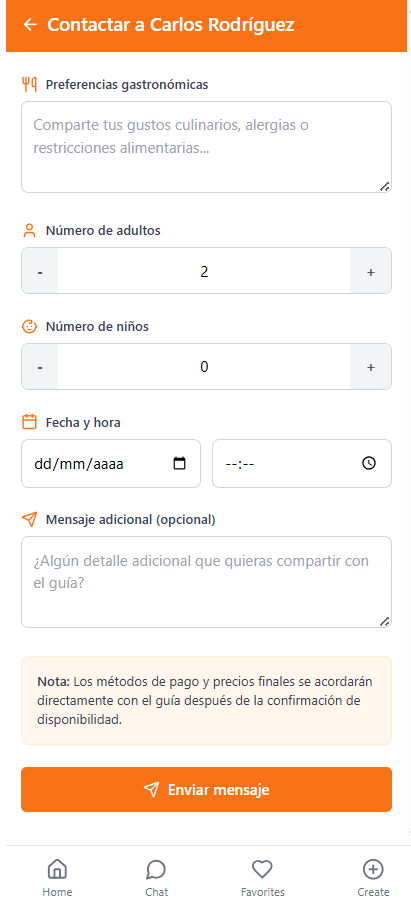 ← Contactar a Carlos Rodríguez
Preferencias gastronómicas
Comparte tus gustos culinarios, alergias o
restricciones alimentarias...
Número de adultos
- 2 +
Número de niños
- 0 +
Fecha y hora
dd/mm/aaaa --:--
Mensaje adicional (opcional)
¿Algún detalle adicional que quieras compartir con
el guía?
Nota: Los métodos de pago y precios finales se acordarán
directamente con el guía después de la confirmación de
disponibilidad.
Enviar mensaje
Home Chat Favorites Create